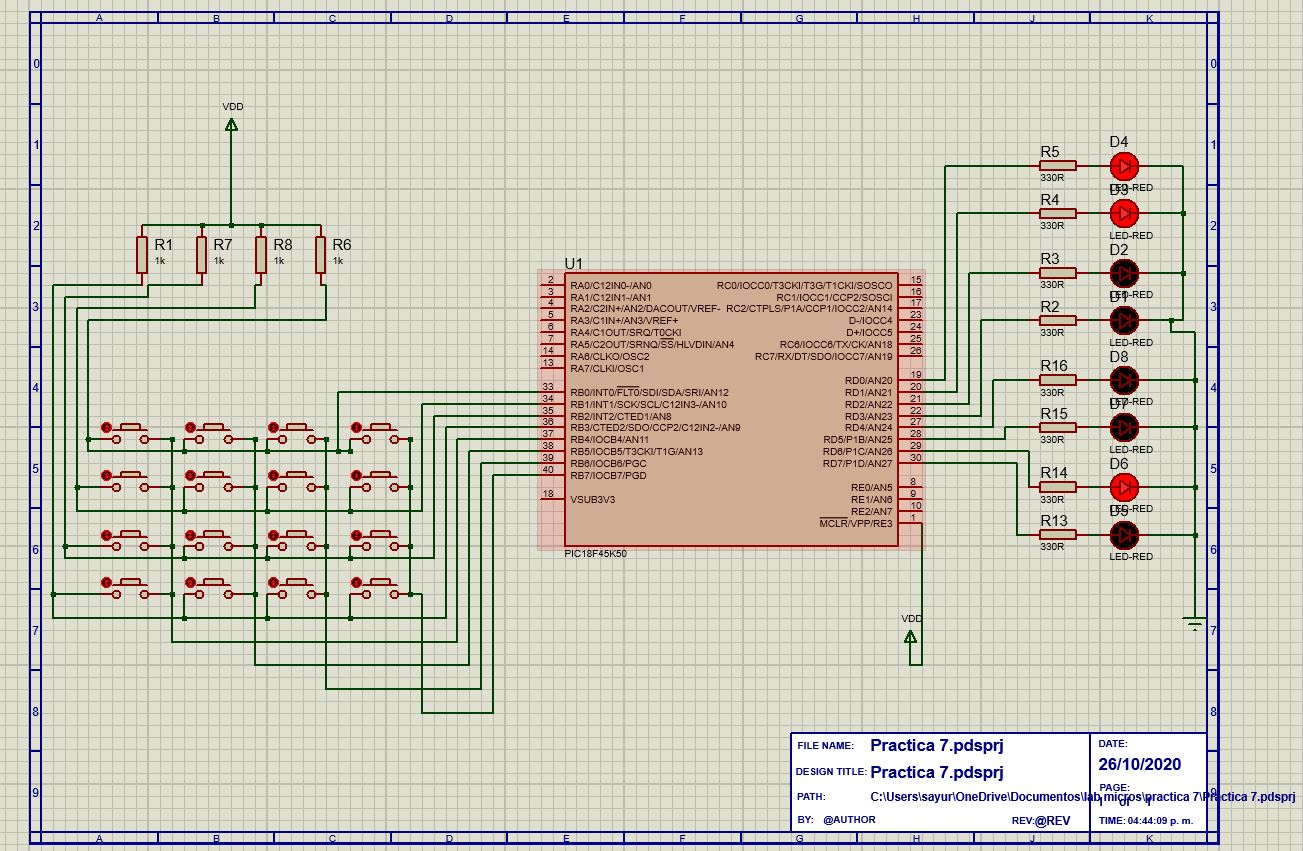 A B C D E F G H J K
0 0
1 1
2 2
3 3
4 4
5 5
6 6
7 7
8 8
9 9
VDD
R1
1k
R7
1k
R8
1k
R6
1k
U1
2 RA0/C12IN0-/AN0
3 RA1/C12IN1-/AN1
4 RA2/C2IN+/AN2/DACOUT/VREF-
5 RA3/C1IN+/AN3/VREF+
6 RA4/C1OUT/SRQ/T0CKI
7 RA5/C2OUT/SRNQ/SS/HLVDIN/AN4
14 RA6/CLKO/OSC2
13 RA7/CLKI/OSC1
33 RB0/INT0/FLT0/SDI/SDA/SRI/AN12
34 RB1/INT1/SCK/SCL/C12IN3-/AN10
35 RB2/INT2/CTED1/AN8
36 RB3/CTED2/SDO/CCP2/C12IN2-/AN9
37 RB4/IOCB4/AN11
38 RB5/IOCB5/T3CKI/T1G/AN13
39 RB6/IOCB6/PGC
40 RB7/IOCB7/PGD
18 VSUB3V3
RC0/IOCC0/T3CKI/T3G/T1CKI/SOSCO 15
RC1/IOCC1/CCP2/SOSCI 16
RC2/CTPLS/P1A/CCP1/IOCC2/AN14 17
D-/IOCC4 23
D+/IOCC5 24
RC6/IOCC6/TX/CK/AN18 25
RC7/RX/DT/SDO/IOCC7/AN19 26
RD0/AN20 19
RD1/AN21 20
RD2/AN22 21
RD3/AN23 22
RD4/AN24 27
RD5/P1B/AN25 28
RD6/P1C/AN26 29
RD7/P1D/AN27 30
RE0/AN5 8
RE1/AN6 9
RE2/AN7 10
MCLR/VPP/RE3 1
PIC18F45K50
VDD
R5
330R
D4
LED-RED
R4
330R
D3
LED-RED
R3
330R
D2
LED-RED
R2
330R
D1
LED-RED
R16
330R
D8
LED-RED
R15
330R
D7
LED-RED
R14
330R
D6
LED-RED
R13
330R
D5
LED-RED
FILE NAME: Practica 7.pdsprj
DESIGN TITLE: Practica 7.pdsprj
PATH: C:\Users\sayur\OneDrive\Documentos\lab micros\practica 7\Practica 7.pdsprj
BY: @AUTHOR REV:@REV
DATE:
26/10/2020
PAGE:
1 of 1
TIME: 04:44:09 p. m.
A B C D E F G H J K